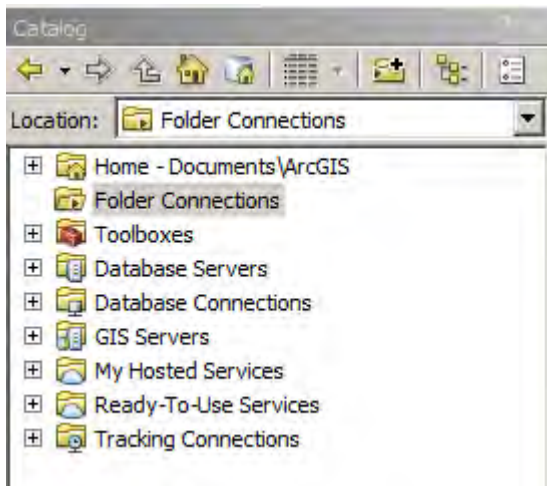 Catalog
Location: Folder Connections
Home - Documents\ArcGIS
Folder Connections
Toolboxes
Database Servers
Database Connections
GIS Servers
My Hosted Services
Ready-To-Use Services
Tracking Connections